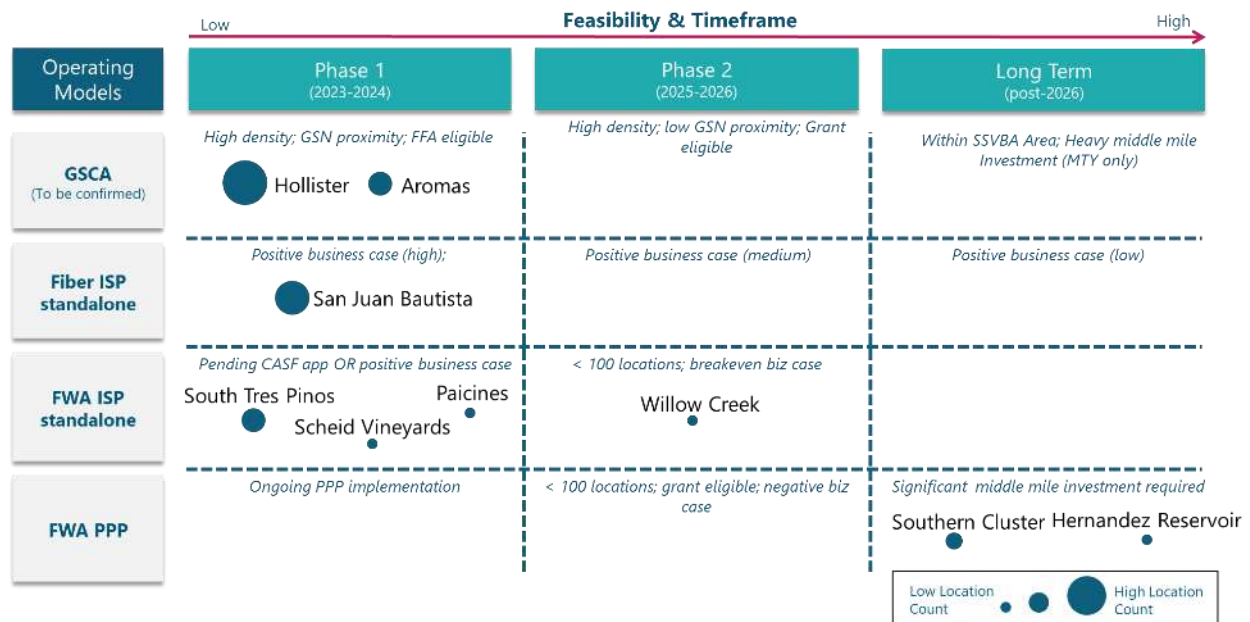 Feasibility & Timeframe
Low
High
Operating
Models
Phase 1
(2023-2024)
Phase 2
(2025-2026)
Long Term
(post-2026)
GSCA
(To be confirmed)
High density; GSN proximity; FFA eligible
High density; low GSN proximity; Grant
eligible
Within SSVBA Area; Heavy middle mile
Investment (MTY only)
Hollister
Aromas
Fiber ISP
standalone
Positive business case (high);
Positive business case (medium)
Positive business case (low)
San Juan Bautista
FWA ISP
standalone
Pending CASF app OR positive business case
< 100 locations; breakeven biz case
South Tres Pinos
Paicines
Scheid Vineyards
Willow Creek
FWA PPP
Ongoing PPP implementation
< 100 locations; grant eligible; negative biz
case
Significant middle mile investment required
Southern Cluster
Hernandez Reservoir
Low Location
Count
High Location
Count